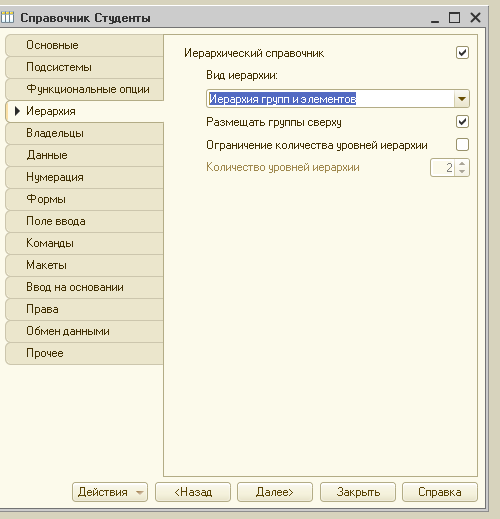 Справочник Студенты
Основные
Подсистемы
Функциональные опции
Иерархия
Владельцы
Данные
Нумерация
Формы
Поле ввода
Команды
Макеты
Ввод на основании
Права
Обмен данными
Прочее
Иерархический справочник
Вид иерархии:
Иерархия групп и элементов
Размещать группы сверху
Ограничение количества уровней иерархии
Количество уровней иерархии 2
Действия <Назад Далее> Закрыть Справка